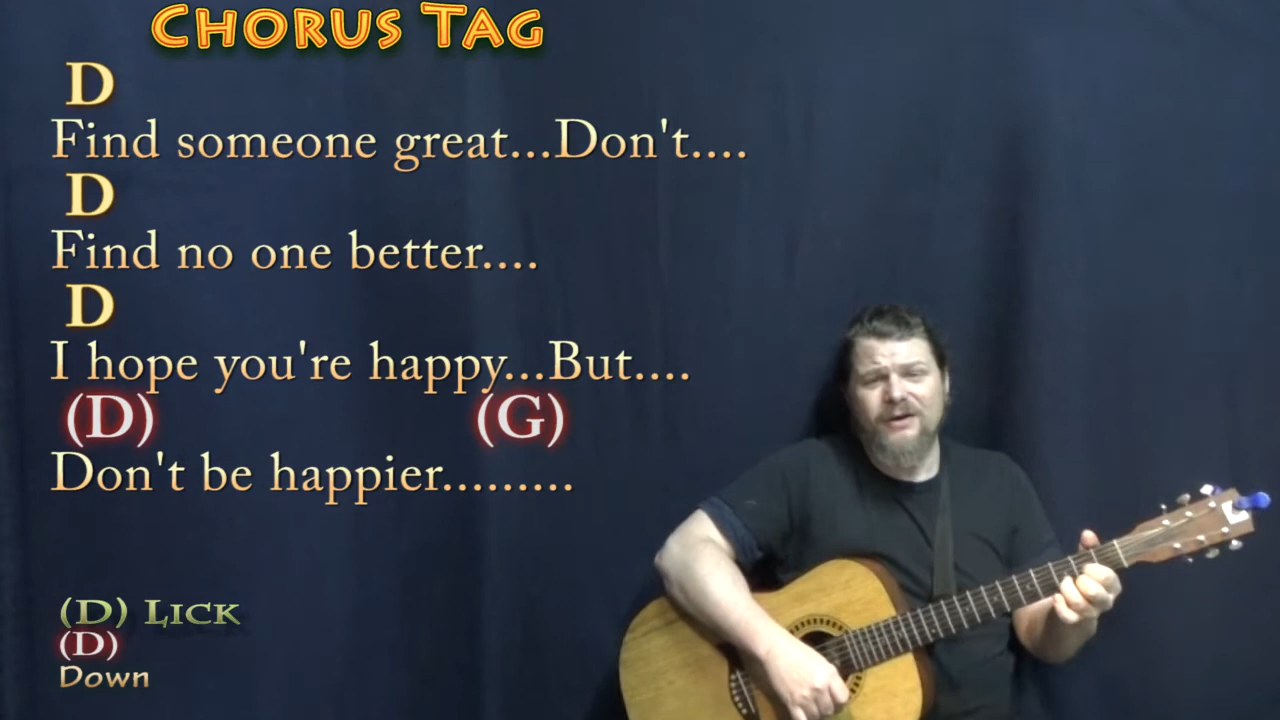 Chorus Tag
D
Find someone great...Don't....
D
Find no one better....
D
I hope you're happy...But....
(D) (G)
Don't be happier.........
(D) Lick
(D)
Down